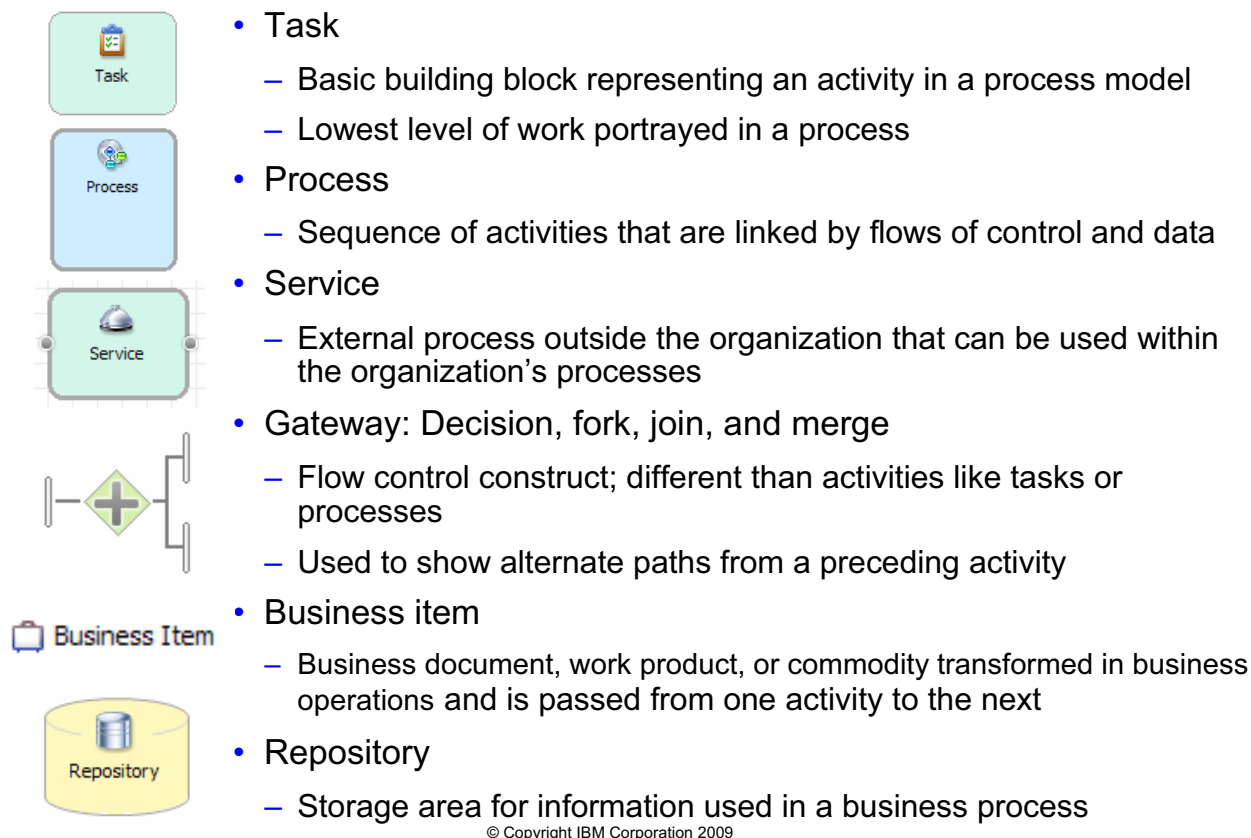 Task
• Task
– Basic building block representing an activity in a process model
– Lowest level of work portrayed in a process
Process
• Process
– Sequence of activities that are linked by flows of control and data
Service
• Service
– External process outside the organization that can be used within
the organization’s processes
• Gateway: Decision, fork, join, and merge
– Flow control construct; different than activities like tasks or
processes
– Used to show alternate paths from a preceding activity
Business Item
• Business item
– Business document, work product, or commodity transformed in business
operations and is passed from one activity to the next
Repository
• Repository
– Storage area for information used in a business process
© Copyright IBM Corporation 2009